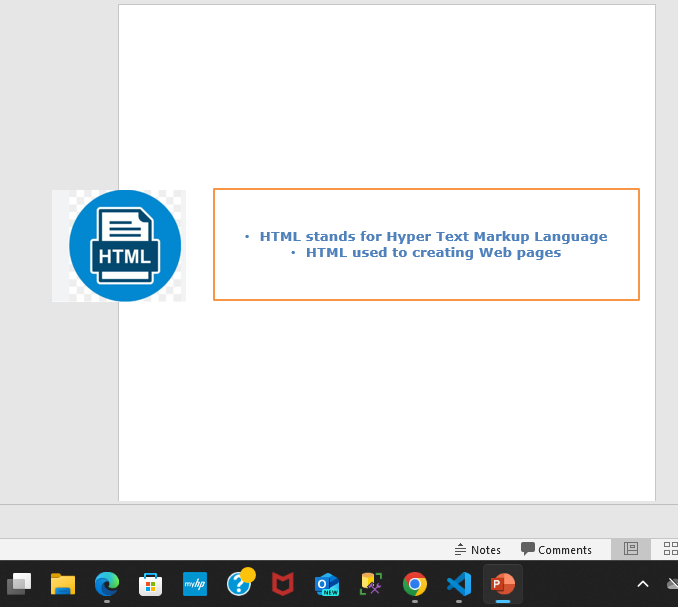 HTML
• HTML stands for Hyper Text Markup Language
• HTML used to creating Web pages
Notes
Comments
myhp
?
O
NEW
P